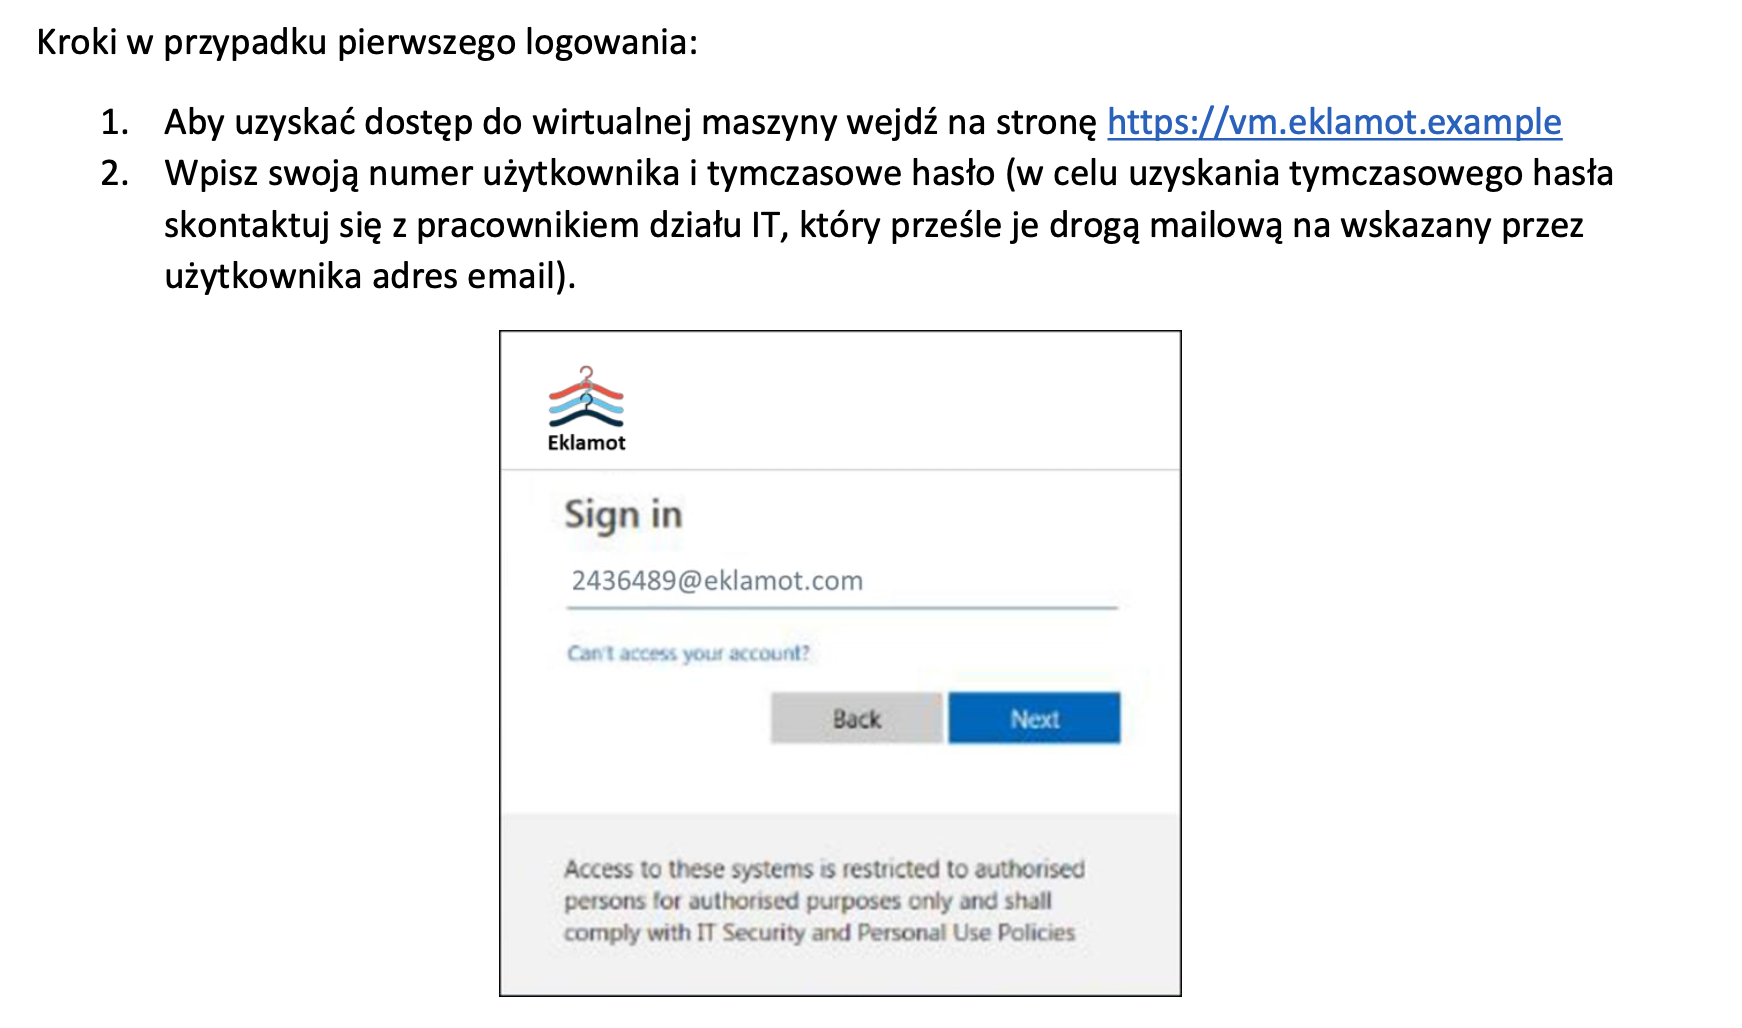 Kroki w przypadku pierwszego logowania:
1. Aby uzyskać dostęp do wirtualnej maszyny wejdź na stronę https://vm.eklamot.example
2. Wpisz swoją numer użytkownika i tymczasowe hasło (w celu uzyskania tymczasowego hasła
skontaktuj się z pracownikiem działu IT, który prześle je drogą mailową na wskazany przez
użytkownika adres email).
Eklamot
Sign in
2436489@eklamot.com
Can't access your account?
Back Next
Access to these systems is restricted to authorised
persons for authorised purposes only and shall
comply with IT Security and Personal Use Policies